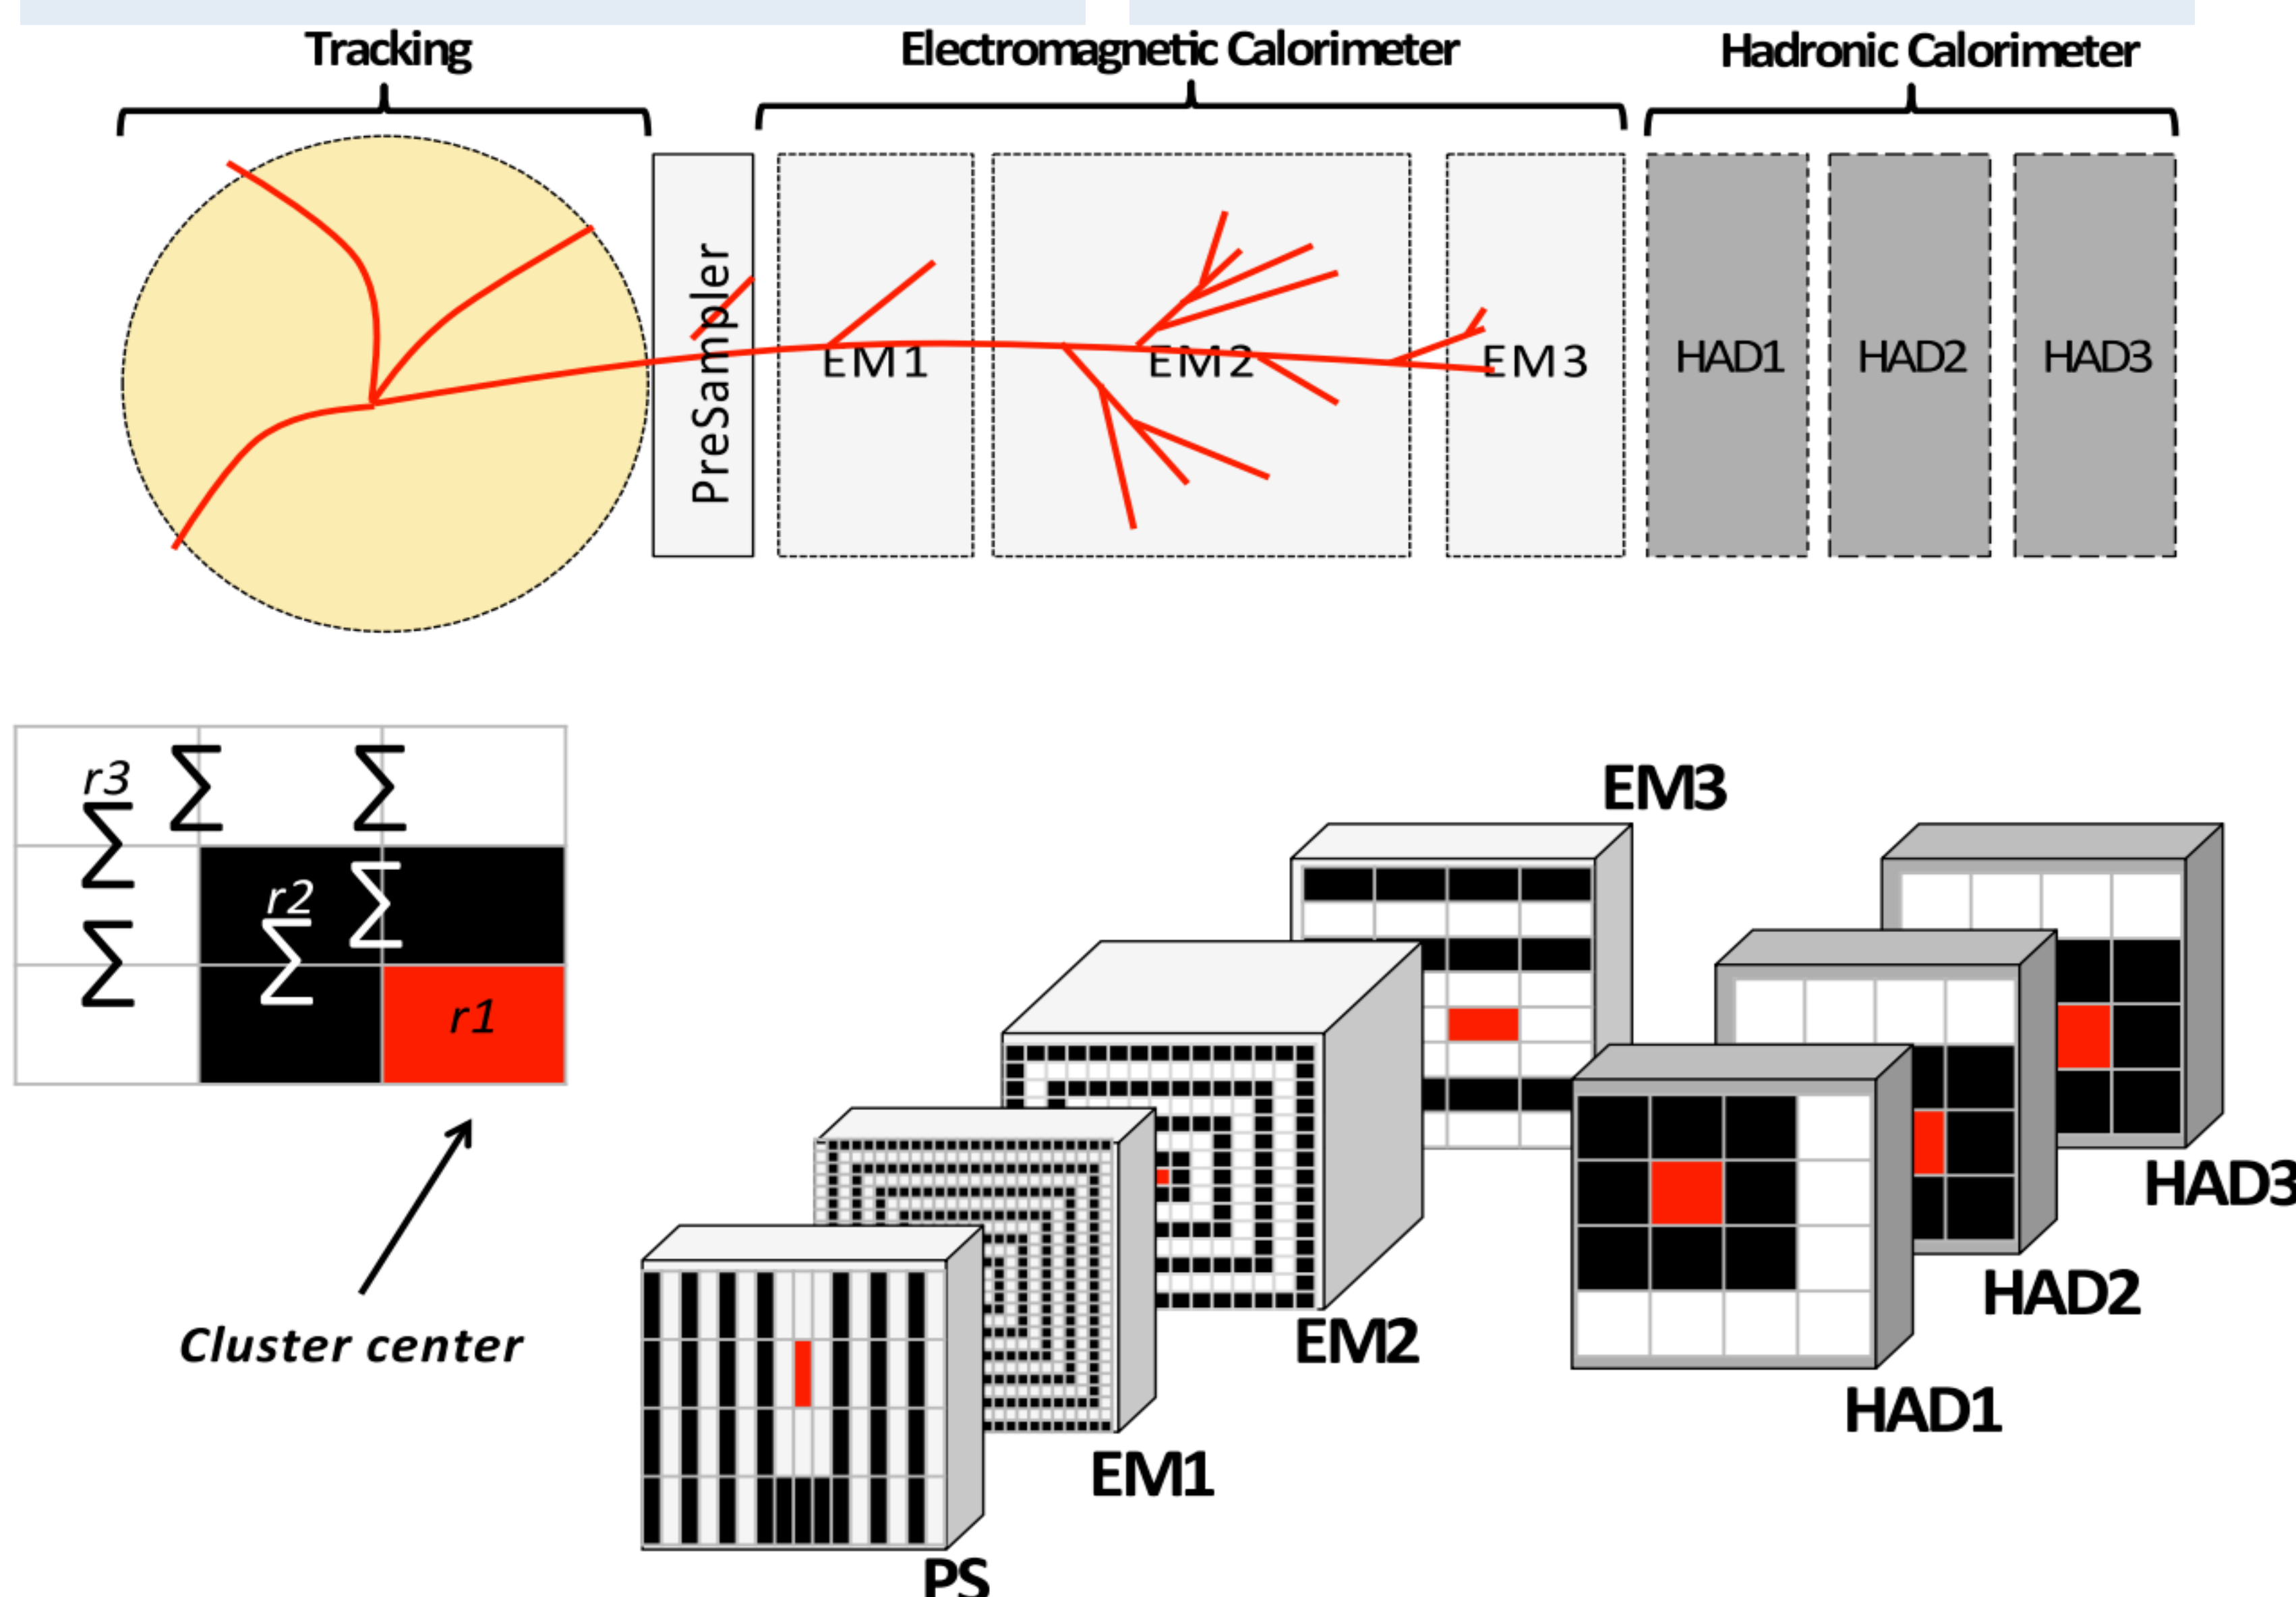 Tracking
Electromagnetic Calorimeter
Hadronic Calorimeter
PreSampler
EM1
EM2
EM3
HAD1
HAD2
HAD3
r3
∑
∑
∑
r2
∑
∑
∑
r1
Cluster center
EM3
HAD3
HAD2
EM2
HAD1
EM1
PS